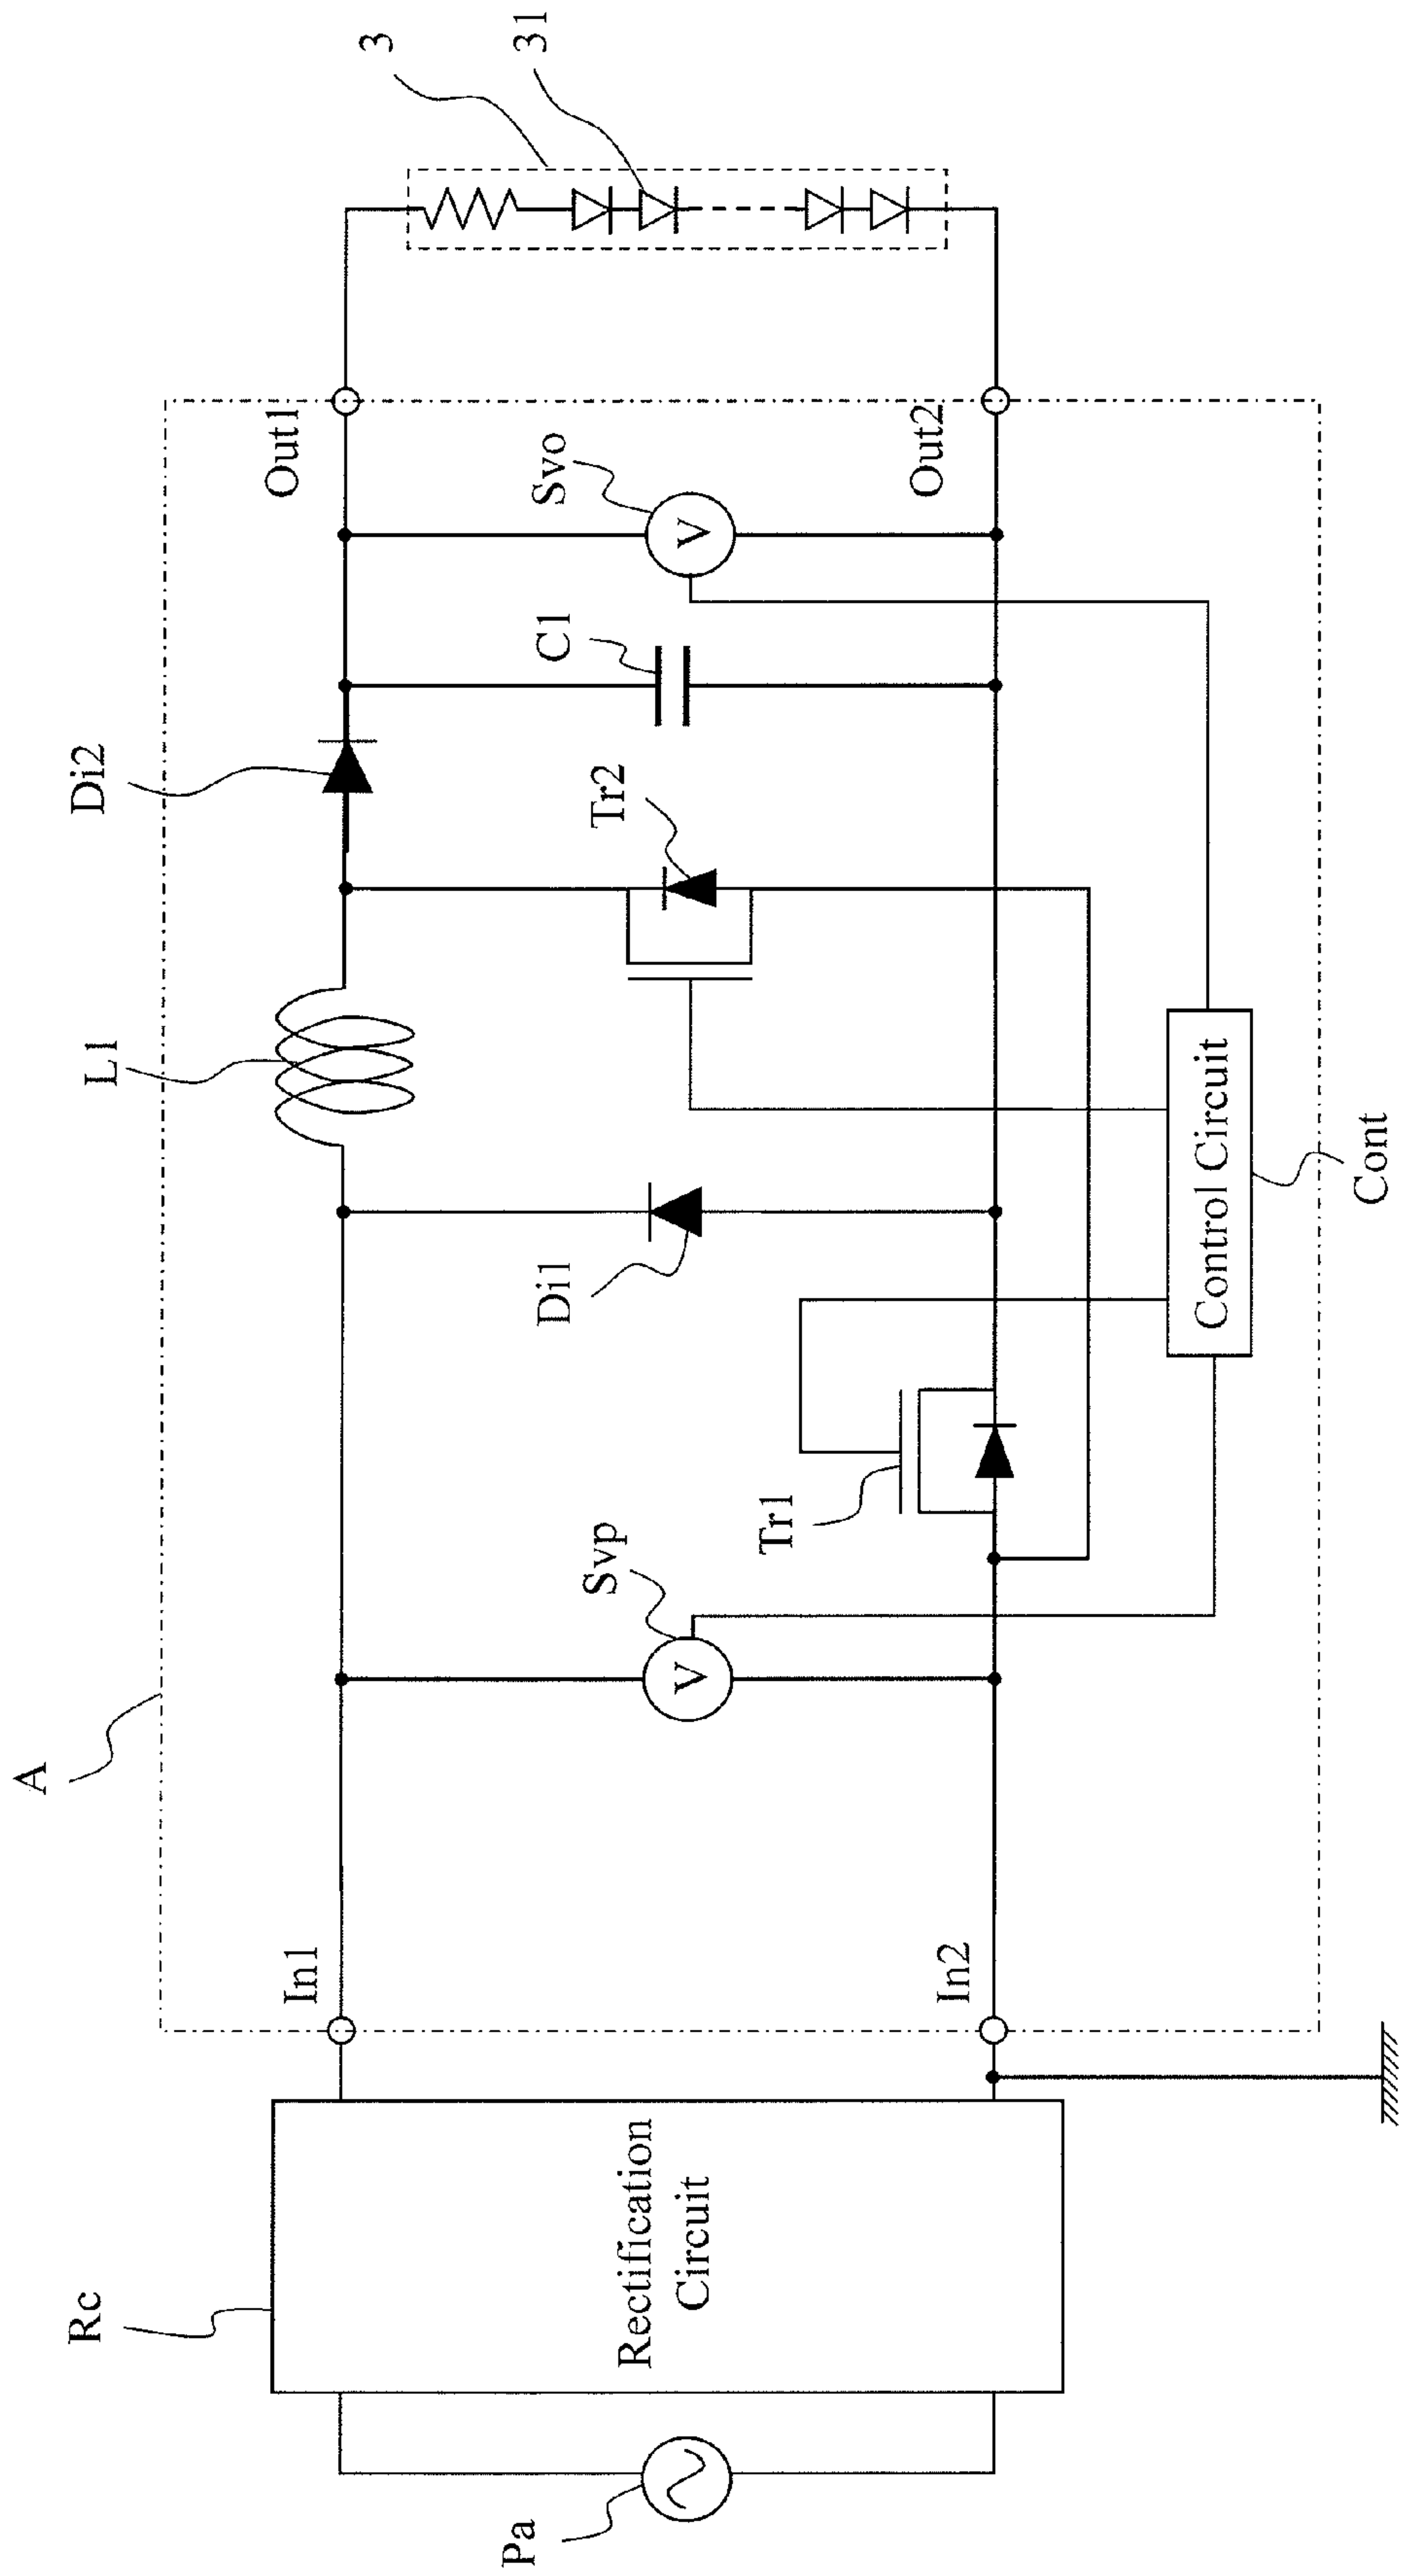 A
Pa
Rc
Rectification
Circuit
In1
In2
Svp
V
Tr1
Di1
L1
Tr2
Di2
C1
Svo
V
Out1
Out2
Control Circuit
Cont
3
31